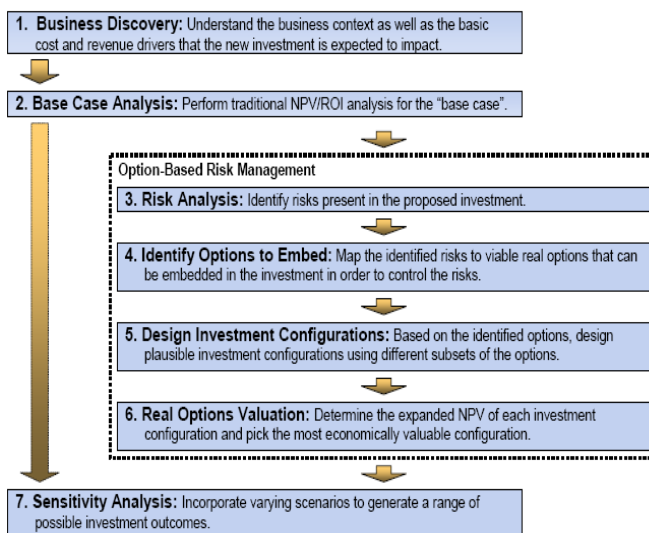 1. Business Discovery: Understand the business context as well as the basic
cost and revenue drivers that the new investment is expected to impact.
2. Base Case Analysis: Perform traditional NPV/ROI analysis for the “base case”.
Option-Based Risk Management
3. Risk Analysis: Identify risks present in the proposed investment.
4. Identify Options to Embed: Map the identified risks to viable real options that can
be embedded in the investment in order to control the risks.
5. Design Investment Configurations: Based on the identified options, design
plausible investment configurations using different subsets of the options.
6. Real Options Valuation: Determine the expanded NPV of each investment
configuration and pick the most economically valuable configuration.
7. Sensitivity Analysis: Incorporate varying scenarios to generate a range of
possible investment outcomes.